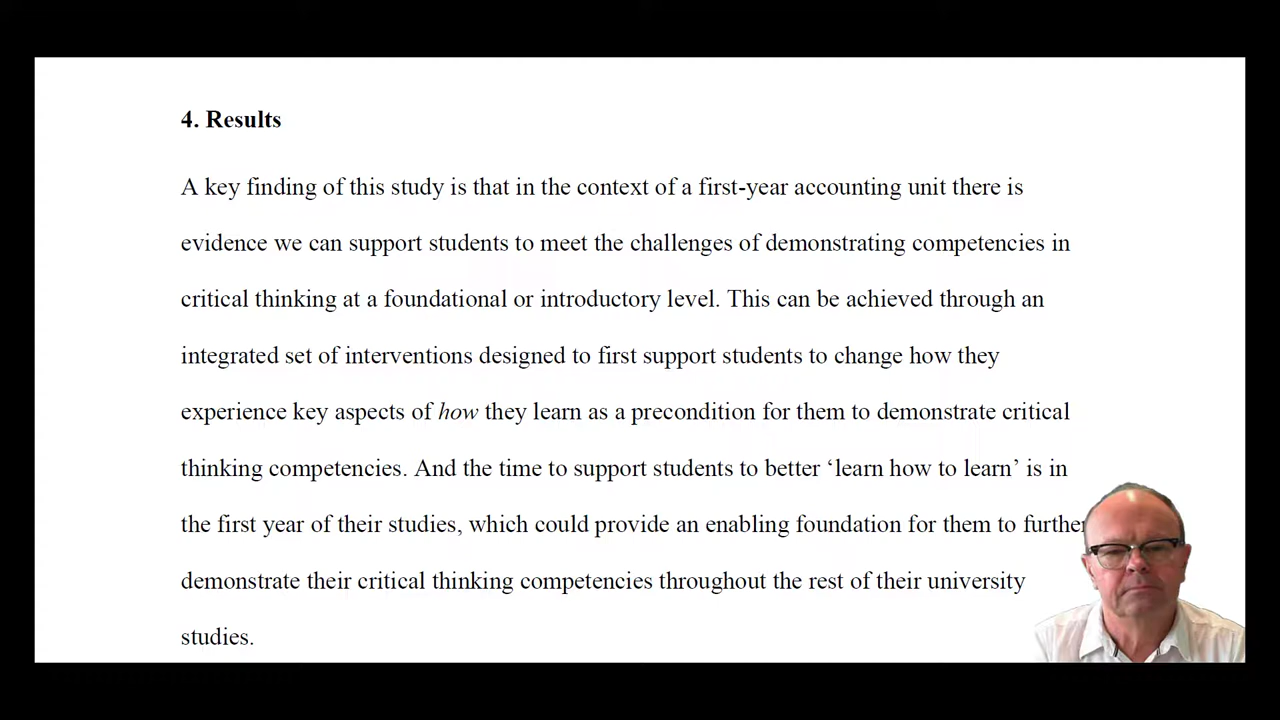 4. Results
A key finding of this study is that in the context of a first-year accounting unit there is
evidence we can support students to meet the challenges of demonstrating competencies in
critical thinking at a foundational or introductory level. This can be achieved through an
integrated set of interventions designed to first support students to change how they
experience key aspects of how they learn as a precondition for them to demonstrate critical
thinking competencies. And the time to support students to better ‘learn how to learn’ is in
the first year of their studies, which could provide an enabling foundation for them to further
demonstrate their critical thinking competencies throughout the rest of their university
studies.